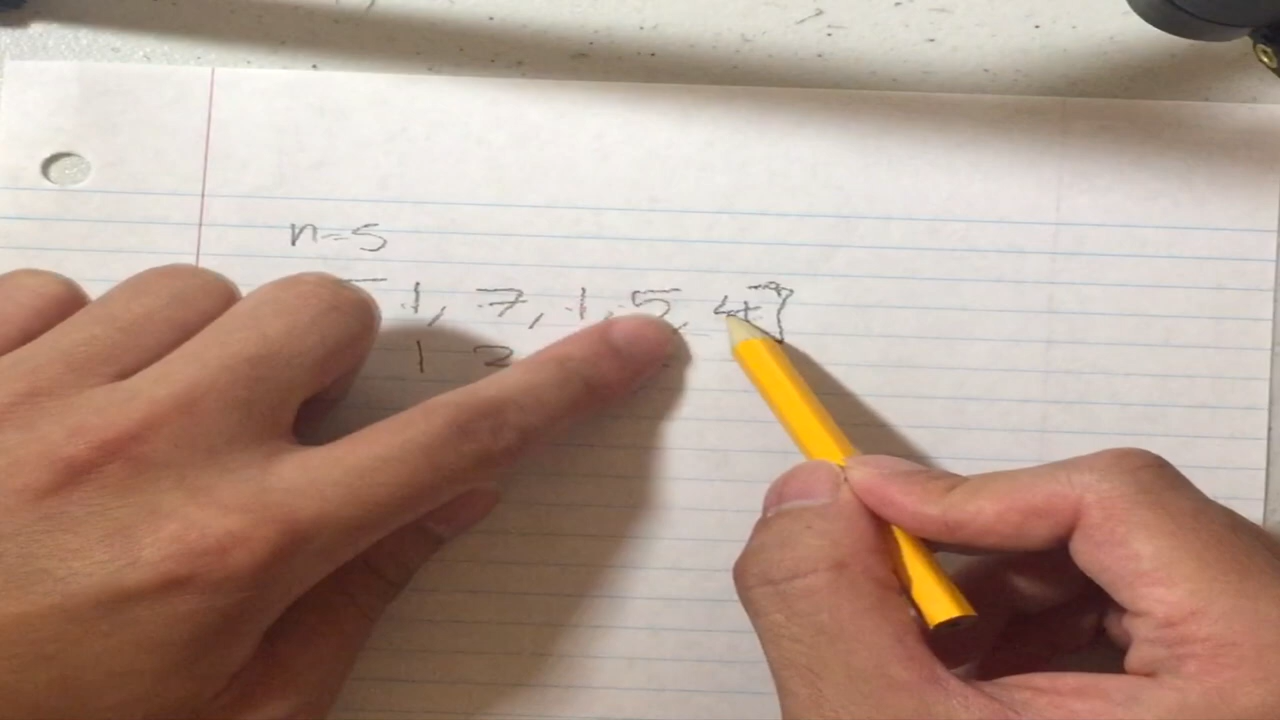 n=5
1, 7, 1, 5, 4]
1 2